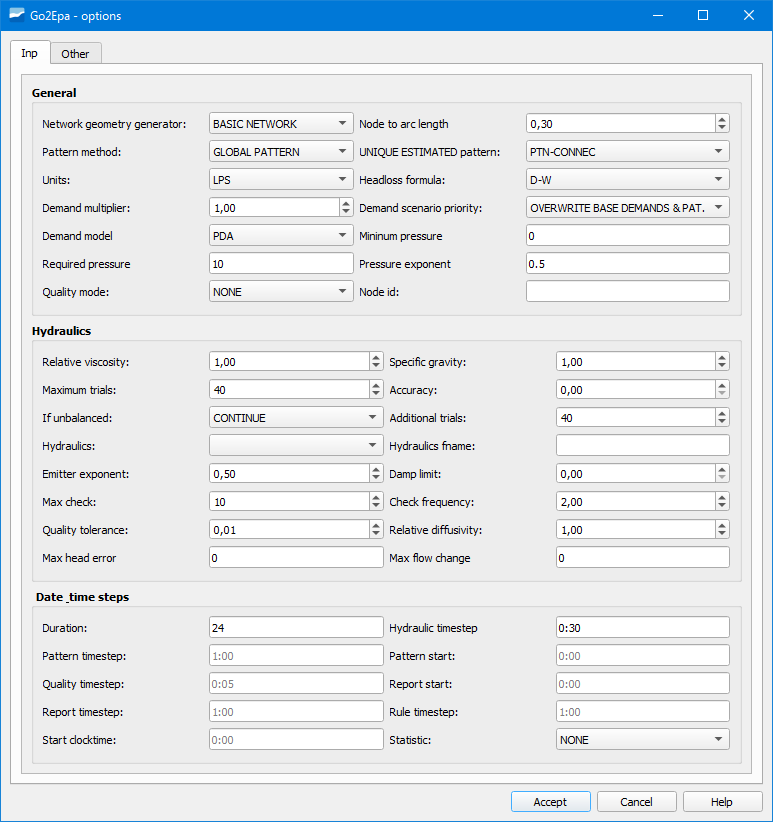 Go2Epa - options
Inp Other
General
Network geometry generator: BASIC NETWORK Node to arc length 0,30
Pattern method: GLOBAL PATTERN UNIQUE ESTIMATED pattern: PTN-CONNEC
Units: LPS Headloss formula: D-W
Demand multiplier: 1,00 Demand scenario priority: OVERWRITE BASE DEMANDS & PAT.
Demand model PDA Mininum pressure 0
Required pressure 10 Pressure exponent 0.5
Quality mode: NONE Node id:
Hydraulics
Relative viscosity: 1,00 Specific gravity: 1,00
Maximum trials: 40 Accuracy: 0,00
If unbalanced: CONTINUE Additional trials: 40
Hydraulics: Hydraulics fname:
Emitter exponent: 0,50 Damp limit: 0,00
Max check: 10 Check frequency: 2,00
Quality tolerance: 0,01 Relative diffusivity: 1,00
Max head error 0 Max flow change 0
Date_time steps
Duration: 24 Hydraulic timestep 0:30
Pattern timestep: 1:00 Pattern start: 0:00
Quality timestep: 0:05 Report start: 0:00
Report timestep: 1:00 Rule timestep: 1:00
Start clocktime: 0:00 Statistic: NONE
Accept Cancel Help